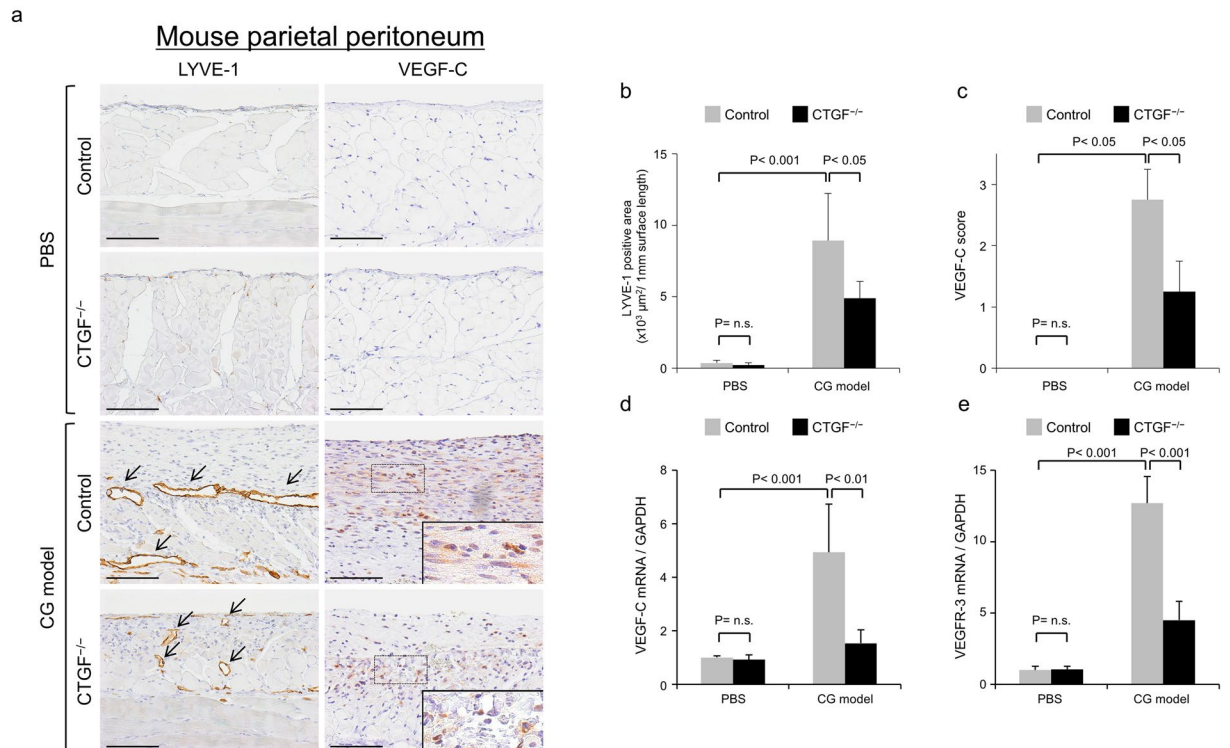 a
Mouse parietal peritoneum
LYVE-1 VEGF-C
PBS
Control
CTGF⁻/⁻
CG model
Control
CTGF⁻/⁻
b
Control CTGF⁻/⁻
LYVE-1 positive area
(x10³ µm²/ 1mm surface length)
15
10
5
0
P< 0.001 P< 0.05
P= n.s.
PBS CG model
c
Control CTGF⁻/⁻
VEGF-C score
3
2
1
0
P< 0.05 P< 0.05
P= n.s.
PBS CG model
d
Control CTGF⁻/⁻
VEGF-C mRNA / GAPDH
8
6
4
2
0
P< 0.001 P< 0.01
P= n.s.
PBS CG model
e
Control CTGF⁻/⁻
VEGFR-3 mRNA / GAPDH
15
10
5
0
P< 0.001 P< 0.001
P= n.s.
PBS CG model